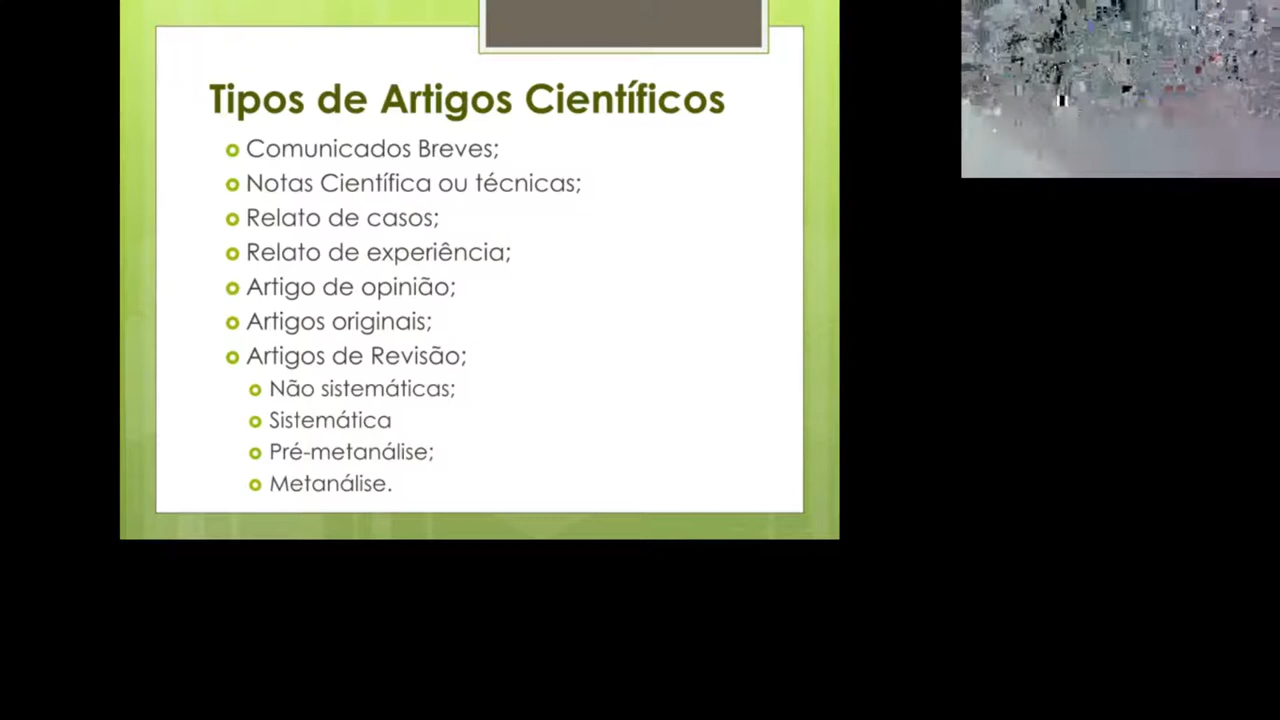 Tipos de Artigos Científicos
Comunicados Breves;
Notas Científica ou técnicas;
Relato de casos;
Relato de experiência;
Artigo de opinião;
Artigos originais;
Artigos de Revisão;
Não sistemáticas;
Sistemática
Pré-metanálise;
Metanálise.